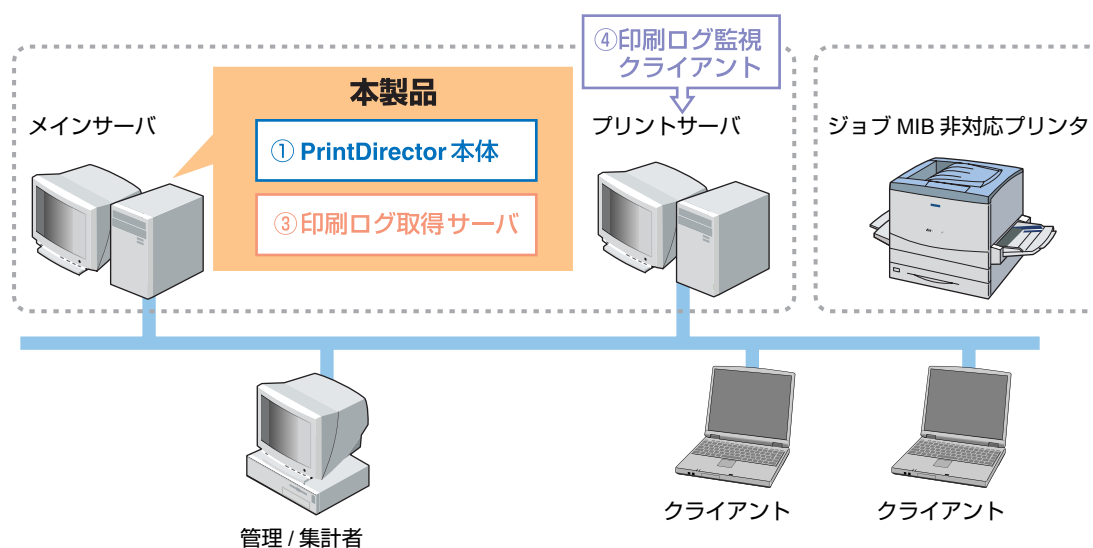 ④印刷ログ監視
クライアント
本製品
メインサーバ
プリントサーバ
ジョブ MIB 非対応プリンタ
① PrintDirector 本体
③印刷ログ取得サーバ
クライアント
クライアント
管理 / 集計者